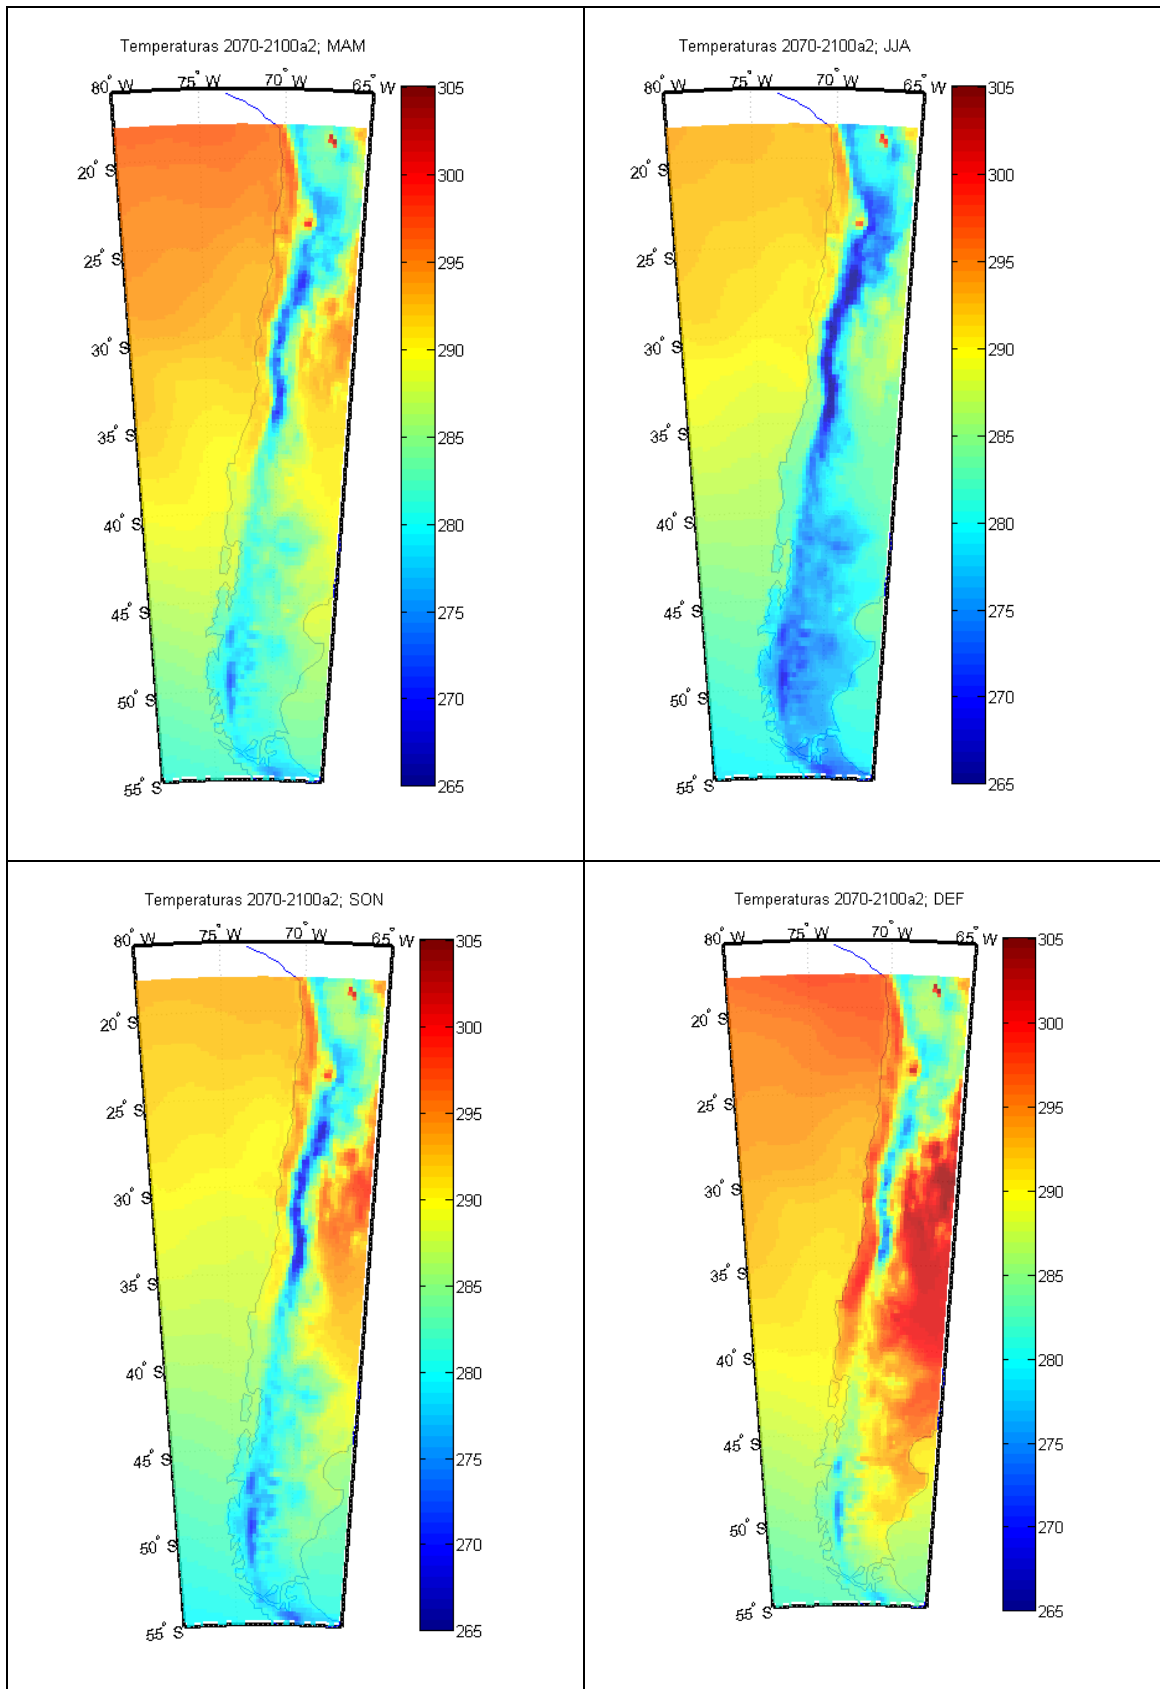 Temperaturas 2070-2100a2; MAM
80° W 75° W 70° W 65° W
305
300
295
290
285
280
275
270
265
20° S
25° S
30° S
35° S
40° S
45° S
50° S
55° S
Temperaturas 2070-2100a2; JJA
80° W 75° W 70° W 65° W
305
300
295
290
285
280
275
270
265
20° S
25° S
30° S
35° S
40° S
45° S
50° S
55° S
Temperaturas 2070-2100a2; SON
80° W 75° W 70° W 65° W
305
300
295
290
285
280
275
270
265
20° S
25° S
30° S
35° S
40° S
45° S
50° S
55° S
Temperaturas 2070-2100a2; DEF
80° W 75° W 70° W 65° W
305
300
295
290
285
280
275
270
265
20° S
25° S
30° S
35° S
40° S
45° S
50° S
55° S